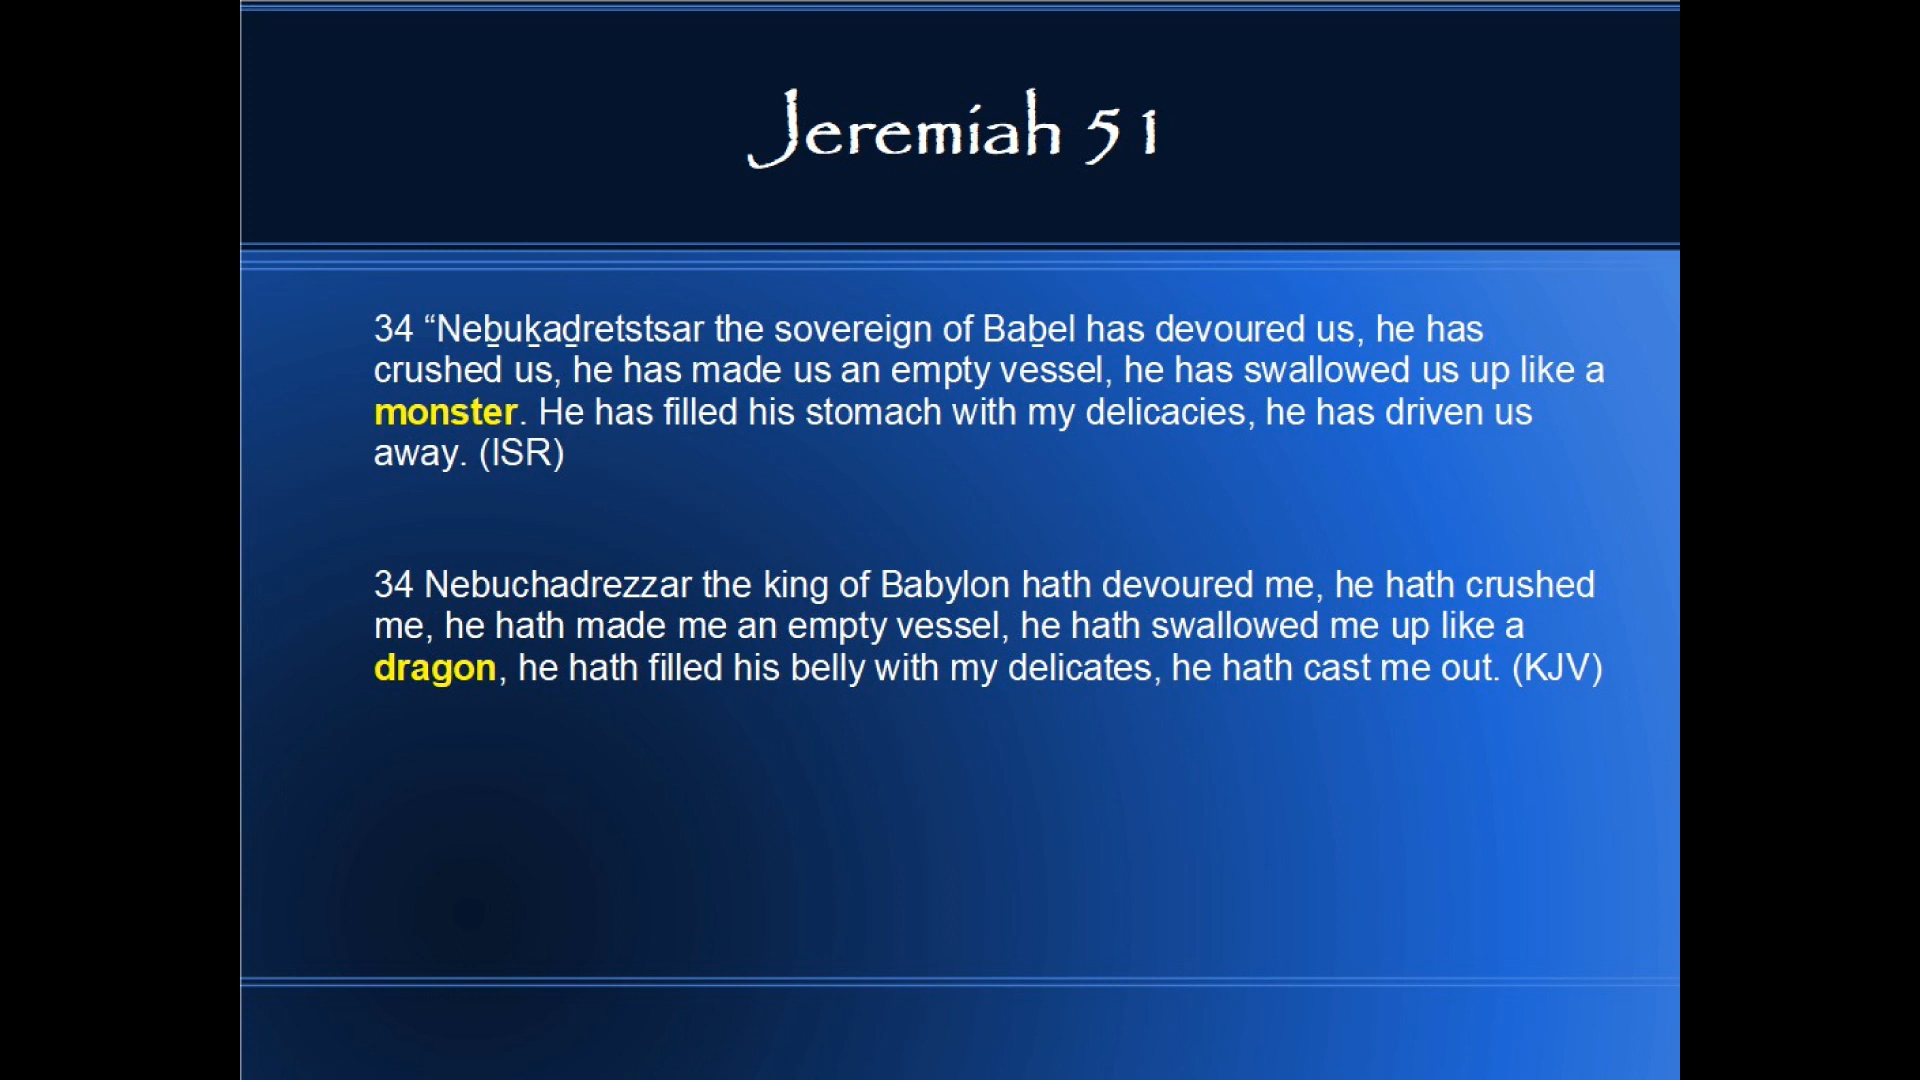 Jeremiah 51
34 “Neḇuḵaḏretstsar the sovereign of Baḇel has devoured us, he has
crushed us, he has made us an empty vessel, he has swallowed us up like a
monster. He has filled his stomach with my delicacies, he has driven us
away. (ISR)
34 Nebuchadrezzar the king of Babylon hath devoured me, he hath crushed
me, he hath made me an empty vessel, he hath swallowed me up like a
dragon, he hath filled his belly with my delicates, he hath cast me out. (KJV)